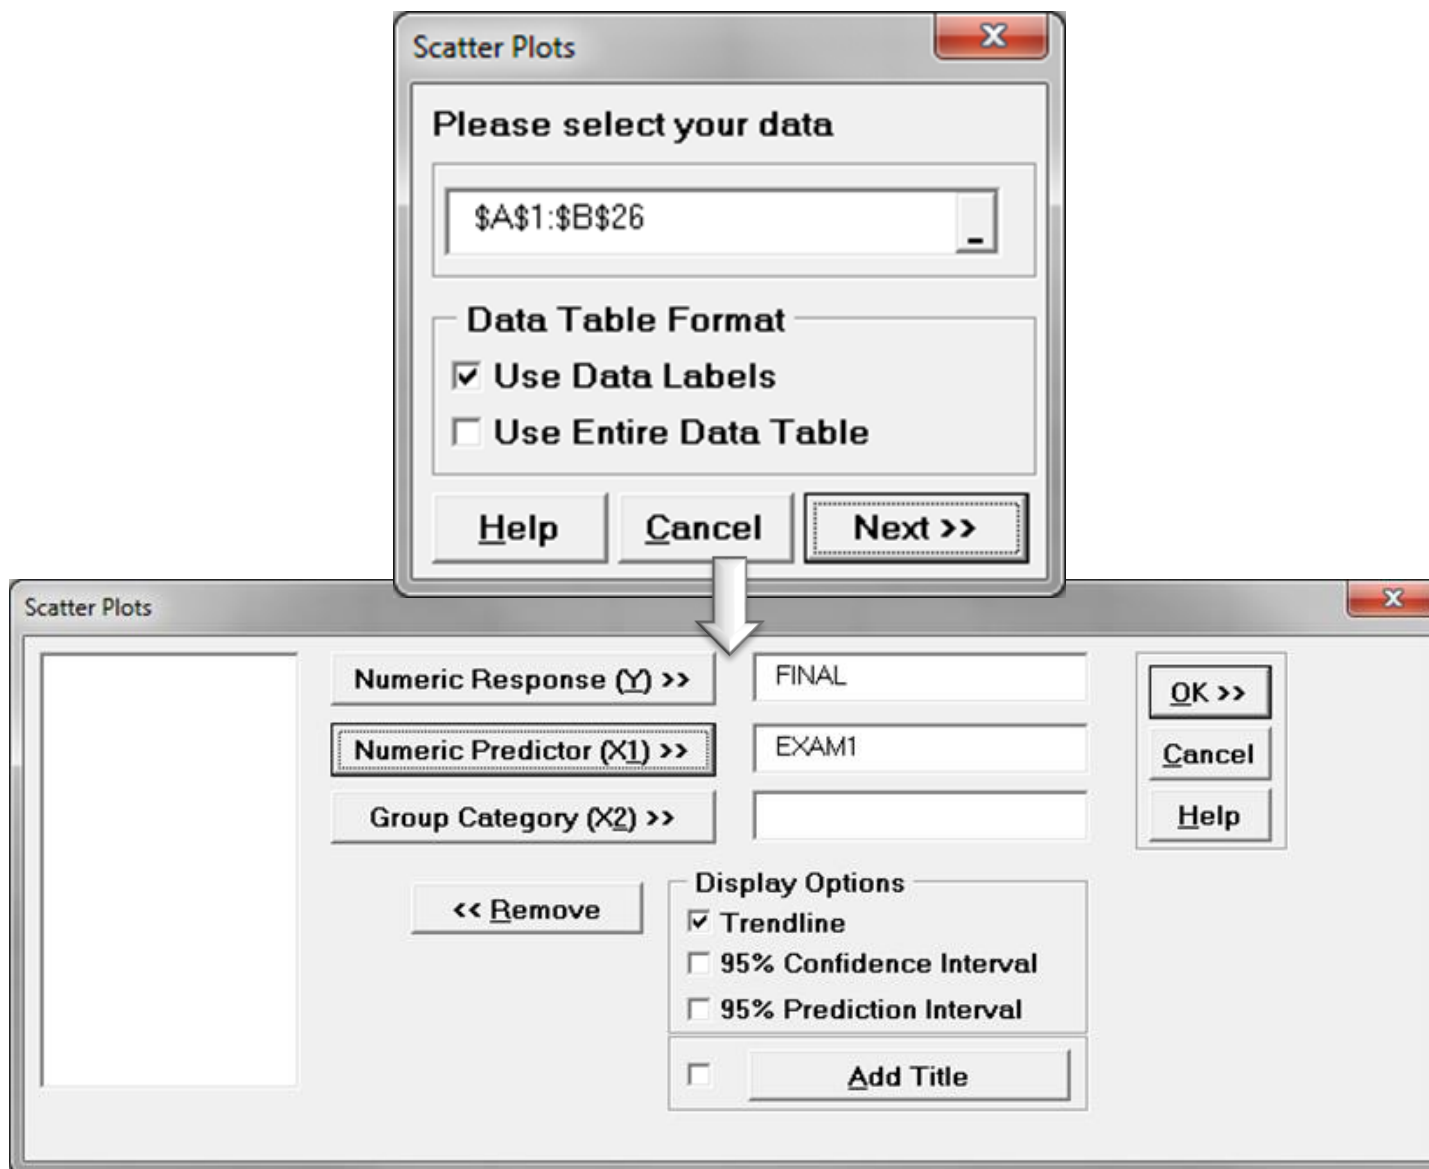 Scatter Plots
Please select your data
$A$1:$B$26
Data Table Format
Use Data Labels
Use Entire Data Table
Help
Cancel
Next >>
Scatter Plots
Numeric Response (Y) >>
FINAL
OK >>
Numeric Predictor (X1) >>
EXAM1
Cancel
Group Category (X2) >>
Help
<< Remove
Display Options
Trendline
95% Confidence Interval
95% Prediction Interval
Add Title